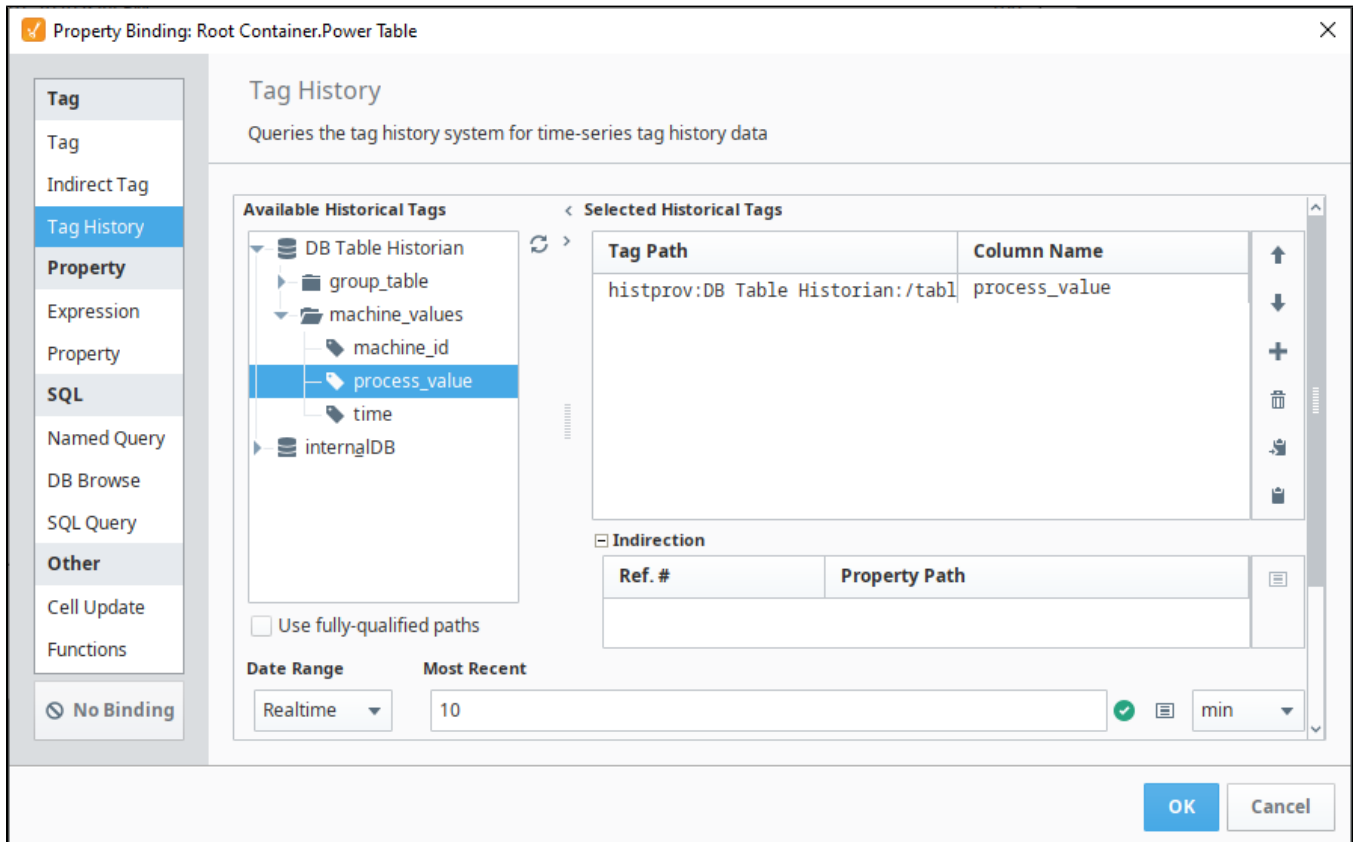 Property Binding: Root Container.Power Table
Tag
Tag
Indirect Tag
Tag History
Property
Expression
Property
SQL
Named Query
DB Browse
SQL Query
Other
Cell Update
Functions
No Binding
Tag History
Queries the tag history system for time-series tag history data
Available Historical Tags
DB Table Historian
group_table
machine_values
machine_id
process_value
time
internalDB
Use fully-qualified paths
Selected Historical Tags
Tag Path Column Name
histprov:DB Table Historian:/tabl process_value
Indirection
Ref. # Property Path
Date Range Most Recent
Realtime 10 min
OK Cancel